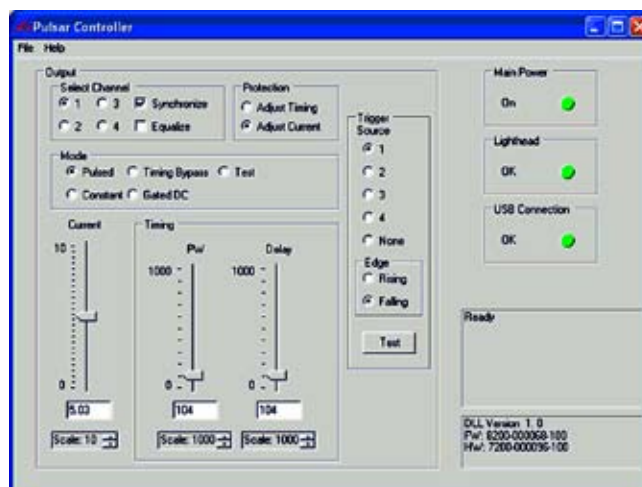 Pulsar Controller
File Help
Output
Select Channel
1 3 Synchronize
2 4 Equalize
Protection
Adjust Timing
Adjust Current
Mode
Pulsed Timing Bypass Test
Constant Gated DC
Current
10
0
5.03
Scale: 10
Timing
PW Delay
1000 1000
0 0
104 104
Scale: 1000 Scale: 1000
Trigger
Source
1
2
3
4
None
Edge
Rising
Falling
Test
Main Power
On
Lighthead
OK
USB Connection
OK
Ready
DLL Version 1. 0
FW: 8200-000068-100
HW: 7200-000096-100